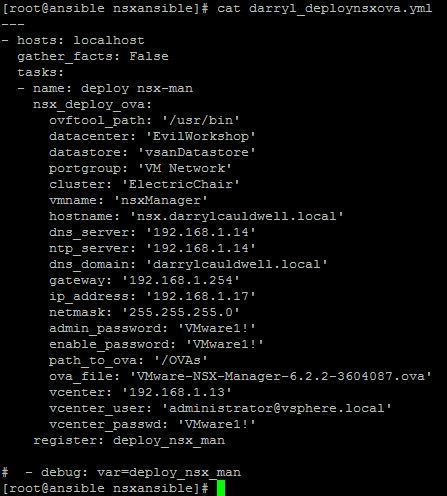 [root@ansible nsxansible]# cat darryl_deploynsxova.yml
---
- hosts: localhost
  gather_facts: False
  tasks:
  - name: deploy nsx-man
    nsx_deploy_ova:
      ovftool_path: '/usr/bin'
      datacenter: 'EvilWorkshop'
      datastore: 'vsanDatastore'
      portgroup: 'VM Network'
      cluster: 'ElectricChair'
      vmname: 'nsxManager'
      hostname: 'nsx.darrylcauldwell.local'
      dns_server: '192.168.1.14'
      ntp_server: '192.168.1.14'
      dns_domain: 'darrylcauldwell.local'
      gateway: '192.168.1.254'
      ip_address: '192.168.1.17'
      netmask: '255.255.255.0'
      admin_password: 'VMware1!'
      enable_password: 'VMware1!'
      path_to_ova: '/OVAs'
      ova_file: 'VMware-NSX-Manager-6.2.2-3604087.ova'
      vcenter: '192.168.1.13'
      vcenter_user: 'administrator@vsphere.local'
      vcenter_passwd: 'VMware1!'
    register: deploy_nsx_man

#  - debug: var=deploy_nsx_man
[root@ansible nsxansible]#